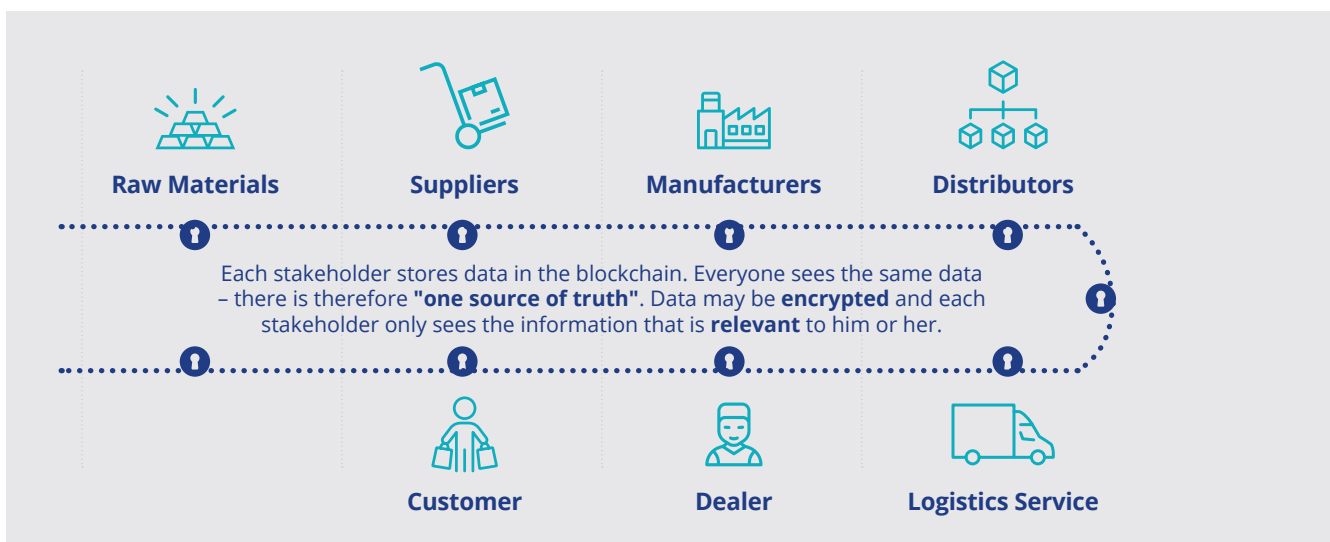 Raw Materials
Suppliers
Manufacturers
Distributors
Each stakeholder stores data in the blockchain. Everyone sees the same data
– there is therefore "one source of truth". Data may be encrypted and each
stakeholder only sees the information that is relevant to him or her.
Customer
Dealer
Logistics Service